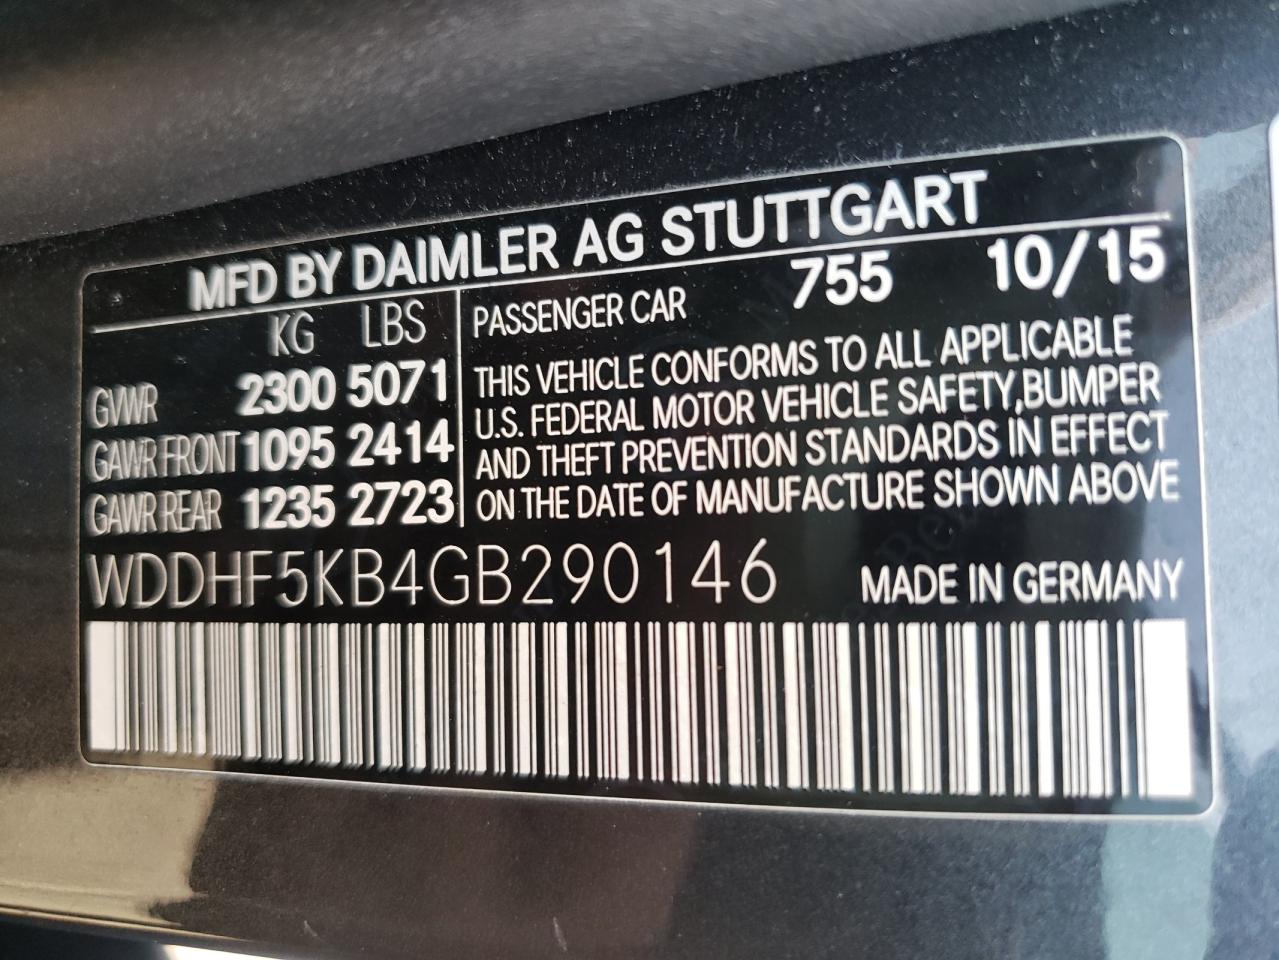 MFD BY DAIMLER AG STUTTGART
KG LBS
GVWR 2300 5071
GAWR FRONT 1095 2414
GAWR REAR 1235 2723
PASSENGER CAR 755 10/15
THIS VEHICLE CONFORMS TO ALL APPLICABLE
U.S. FEDERAL MOTOR VEHICLE SAFETY,BUMPER
AND THEFT PREVENTION STANDARDS IN EFFECT
ON THE DATE OF MANUFACTURE SHOWN ABOVE
WDDHF5KB4GB290146 MADE IN GERMANY